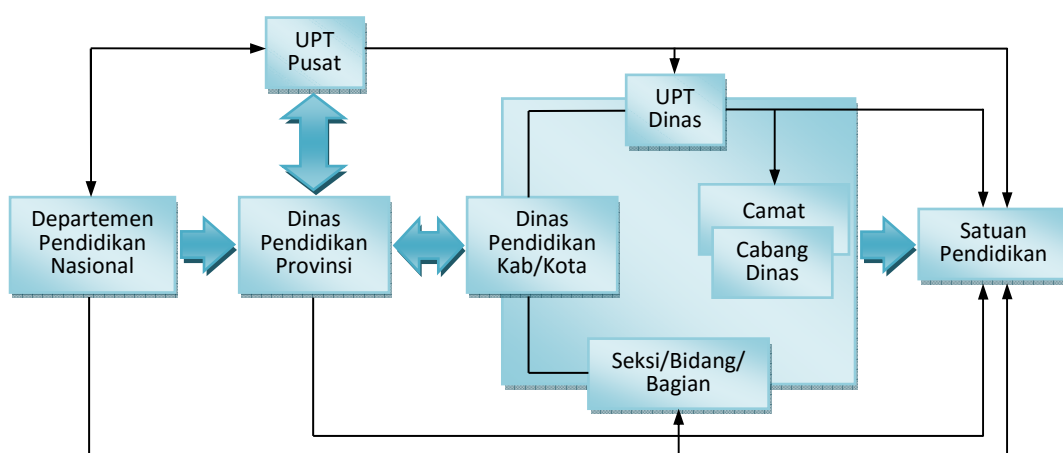 UPT
Pusat
UPT
Dinas
Departemen
Pendidikan
Nasional
Dinas
Pendidikan
Provinsi
Dinas
Pendidikan
Kab/Kota
Camat
Cabang
Dinas
Satuan
Pendidikan
Seksi/Bidang/
Bagian